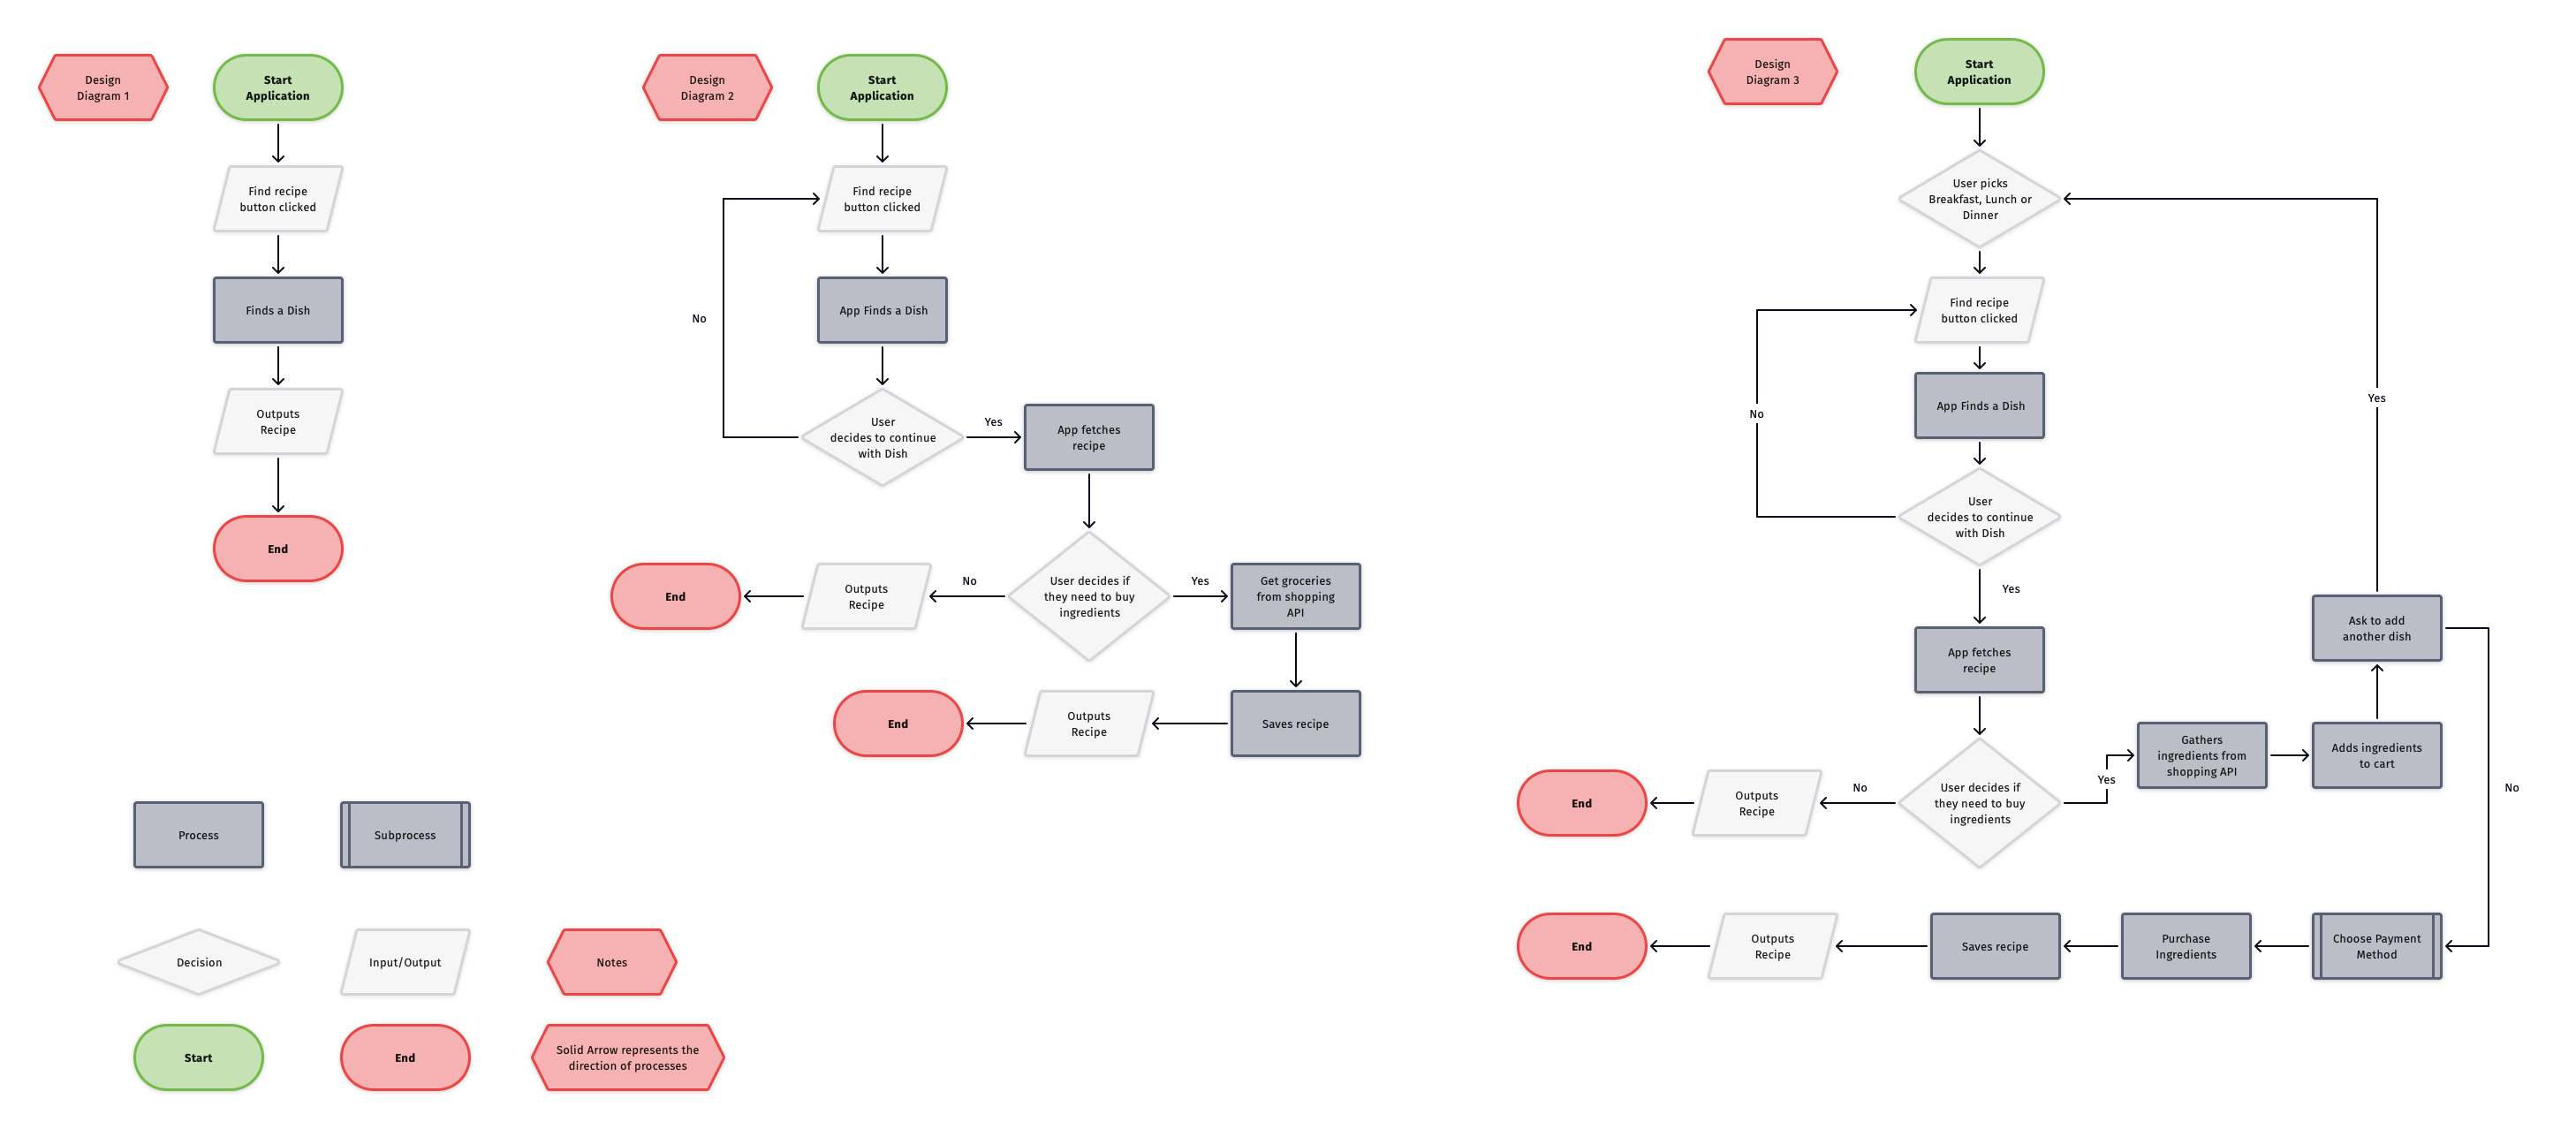 Design
Diagram 1
Start
Application
Find recipe
button clicked
Finds a Dish
Outputs
Recipe
End
Design
Diagram 2
Start
Application
Find recipe
button clicked
App Finds a Dish
No
User
decides to continue
with Dish
Yes
App fetches
recipe
User decides if
they need to buy
ingredients
No
Outputs
Recipe
End
Yes
Get groceries
from shopping
API
Saves recipe
Outputs
Recipe
End
Design
Diagram 3
Start
Application
User picks
Breakfast, Lunch or
Dinner
Find recipe
button clicked
App Finds a Dish
No
User
decides to continue
with Dish
Yes
App fetches
recipe
User decides if
they need to buy
ingredients
No
Outputs
Recipe
End
Yes
Gathers
ingredients from
shopping API
Adds ingredients
to cart
Ask to add
another dish
Yes
No
Choose Payment
Method
Purchase
Ingredients
Saves recipe
Outputs
Recipe
End
Process
Subprocess
Decision
Input/Output
Notes
Start
End
Solid Arrow represents the
direction of processes